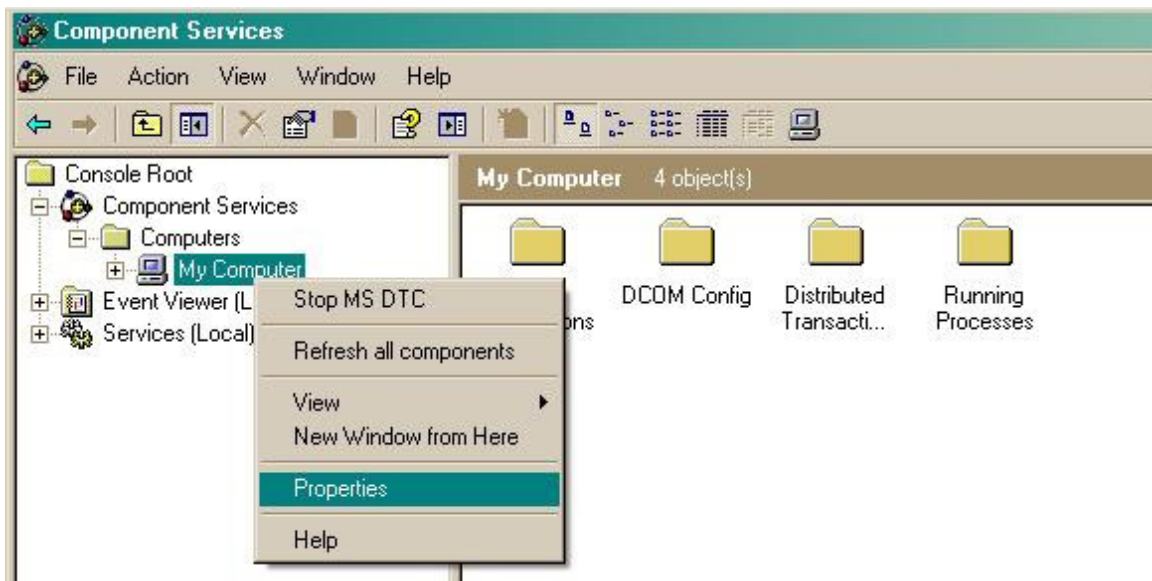 Component Services
File Action View Window Help
Console Root
Component Services
Computers
My Computer
Event Viewer (L
Services (Local)
My Computer 4 object(s)
ons
DCOM Config
Distributed
Transacti...
Running
Processes
Stop MS DTC
Refresh all components
View
New Window from Here
Properties
Help